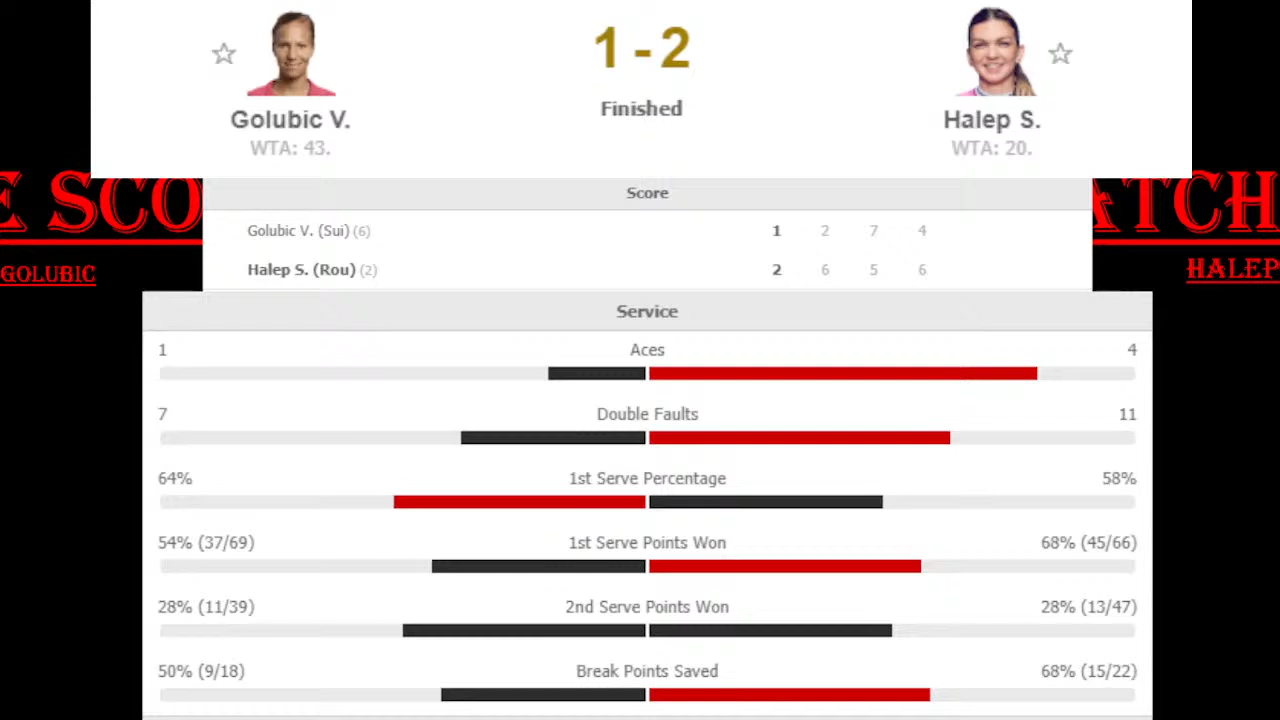 1 - 2
Finished
Golubic V.
Halep S.
WTA: 43.
WTA: 20.
E SCO
ATCH
GOLUBIC
HALEP
Score
Golubic V. (Sui) (6) 1 2 7 4
Halep S. (Rou) (2) 2 6 5 6
Service
1 Aces 4
7 Double Faults 11
64% 1st Serve Percentage 58%
54% (37/69) 1st Serve Points Won 68% (45/66)
28% (11/39) 2nd Serve Points Won 28% (13/47)
50% (9/18) Break Points Saved 68% (15/22)